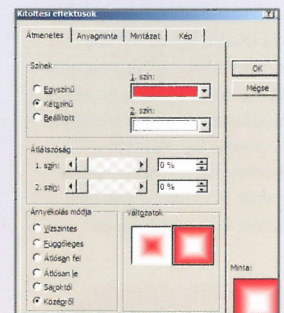 Kitöltési effektusok
Átmenetes
Anyagminta
Mintázat
Kép
Színek
Egyszínű
Kétszínű
Beállított
1. szín:
2. szín:
OK
Mégse
Átlátszóság
1. szín:
0 %
2. szín:
0 %
Árnyékolás módja
Vízszintes
Függőleges
Átlósan fel
Átlósan le
Saroktól
Középről
Változatok
Minta: